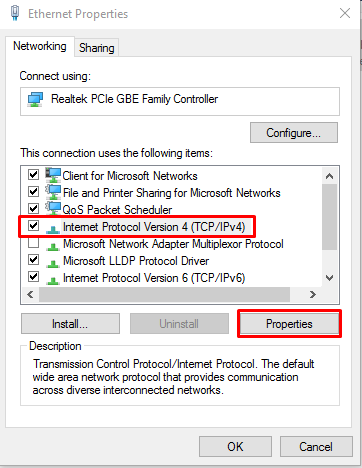 Ethernet Properties
Networking
Sharing
Connect using:
Realtek PCIe GBE Family Controller
Configure...
This connection uses the following items:
Client for Microsoft Networks
File and Printer Sharing for Microsoft Networks
QoS Packet Scheduler
Internet Protocol Version 4 (TCP/IPv4)
Microsoft Network Adapter Multiplexor Protocol
Microsoft LLDP Protocol Driver
Internet Protocol Version 6 (TCP/IPv6)
Install...
Uninstall
Properties
Description
Transmission Control Protocol/Internet Protocol. The default
wide area network protocol that provides communication
across diverse interconnected networks.
OK
Cancel